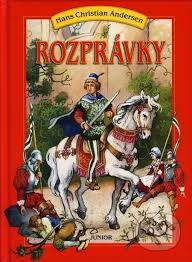 Hans Christian Andersen
ROZPRÁVKY
JUNIOR